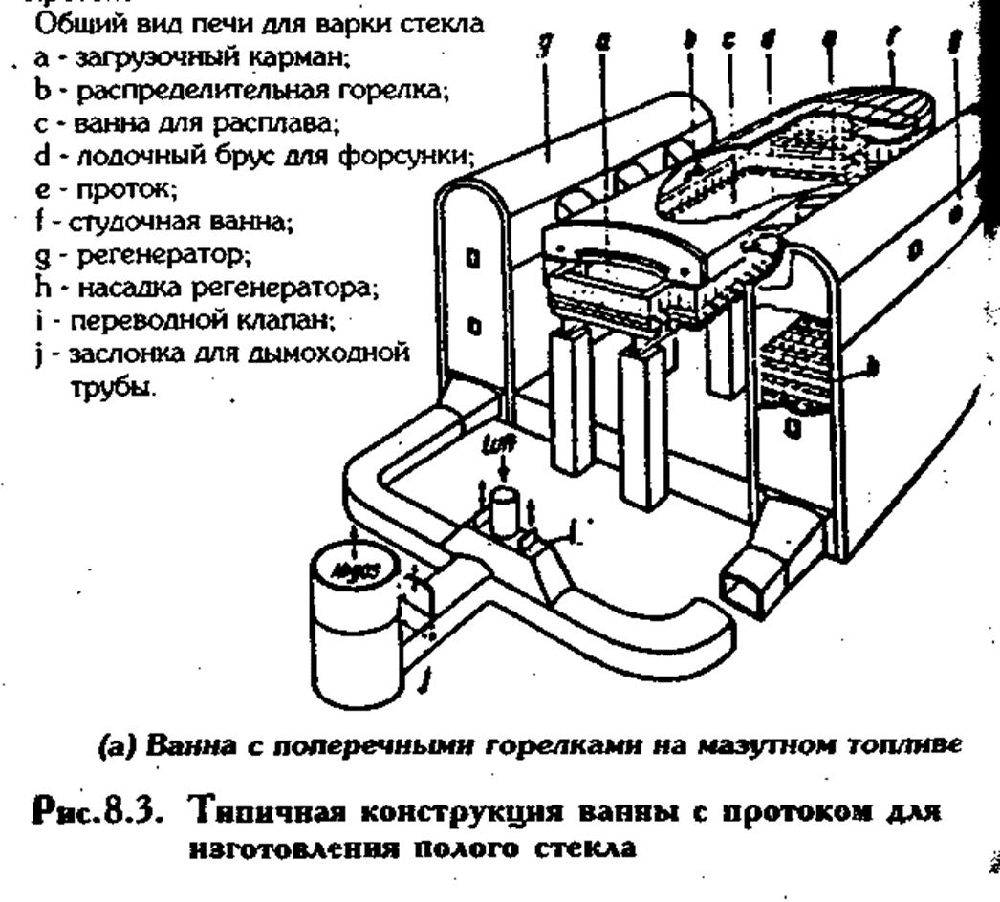 Общий вид печи для варки стекла
a - загрузочный карман;
b - распределительная горелка;
c - ванна для расплава;
d - лодочный брус для форсунки;
e - проток;
f - студочная ванна;
g - регенератор;
h - насадка регенератора;
i - переводной клапан;
j - заслонка для дымоходной
трубы.
g a b c d e f g
h
i
j
(a) Ванна с поперечными горелками на мазутном топливе
Рис.8.3. Типичная конструкция ванны с протоком для
изготовления полого стекла